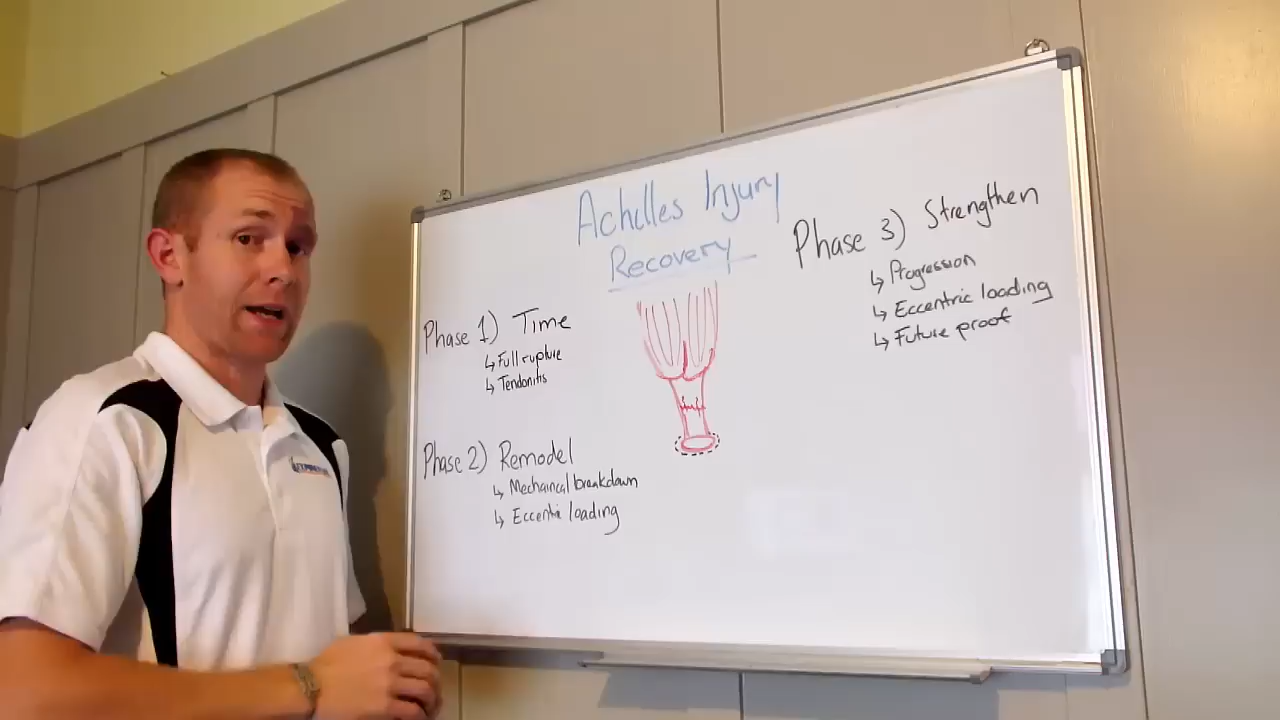 Achilles Injury
Recovery
Phase 1) Time
↳ Full rupture
↳ Tendonitis
Phase 2) Remodel
↳ Mechaincal breakdown
↳ Eccentric loading
Phase 3) Strengthen
↳ Progression
↳ Eccentric loading
↳ Future proof